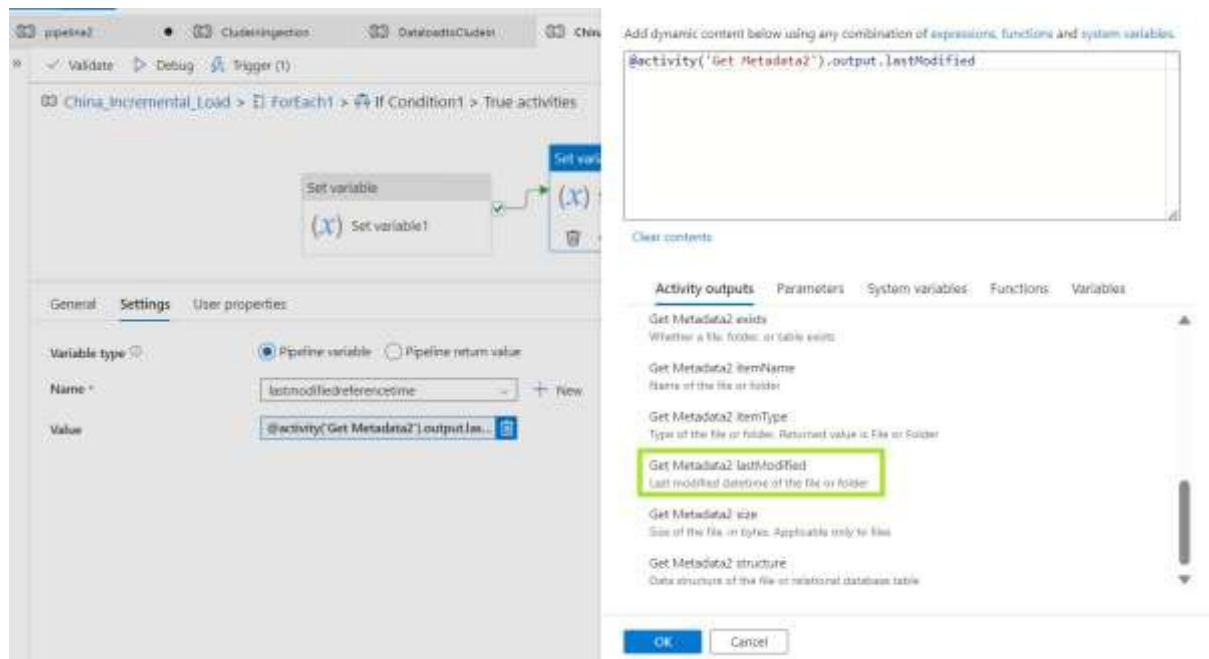 pipeline2
ClusterIngestion
DataloadtoCluster
Chin
Validate
Debug
Trigger (1)
China_Incremental_Load > ForEach1 > If Condition1 > True activities
Set variable
(x) Set variable1
Set vari
(x)
General Settings User properties
Variable type
Pipeline variable
Pipeline return value
Name *
lastmodifiedreferencetime
New
Value
@activity('Get Metadata2').output.las...
Add dynamic content below using any combination of expressions, functions and system variables.
@activity('Get Metadata2').output.lastModified
Clear contents
Activity outputs Parameters System variables Functions Variables
Get Metadata2 exists
Whether a file, folder, or table exists
Get Metadata2 itemName
Name of the file or folder
Get Metadata2 itemType
Type of the file or folder. Returned value is File or Folder
Get Metadata2 lastModified
Last modified datetime of the file or folder
Get Metadata2 size
Size of the file in bytes. Applicable only to files
Get Metadata2 structure
Data structure of the file or relational database table
OK
Cancel